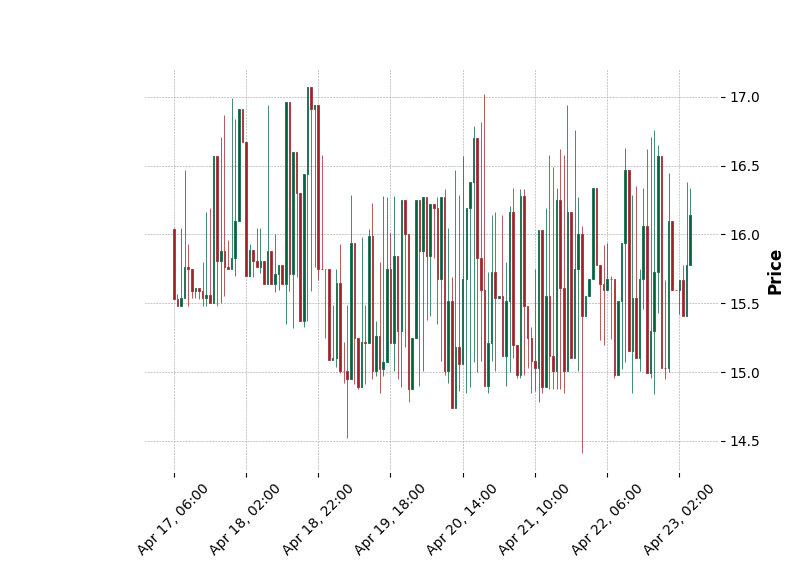 17.0
16.5
16.0
15.5
15.0
14.5
Price
Apr 17, 06:00
Apr 18, 02:00
Apr 18, 22:00
Apr 19, 18:00
Apr 20, 14:00
Apr 21, 10:00
Apr 22, 06:00
Apr 23, 02:00